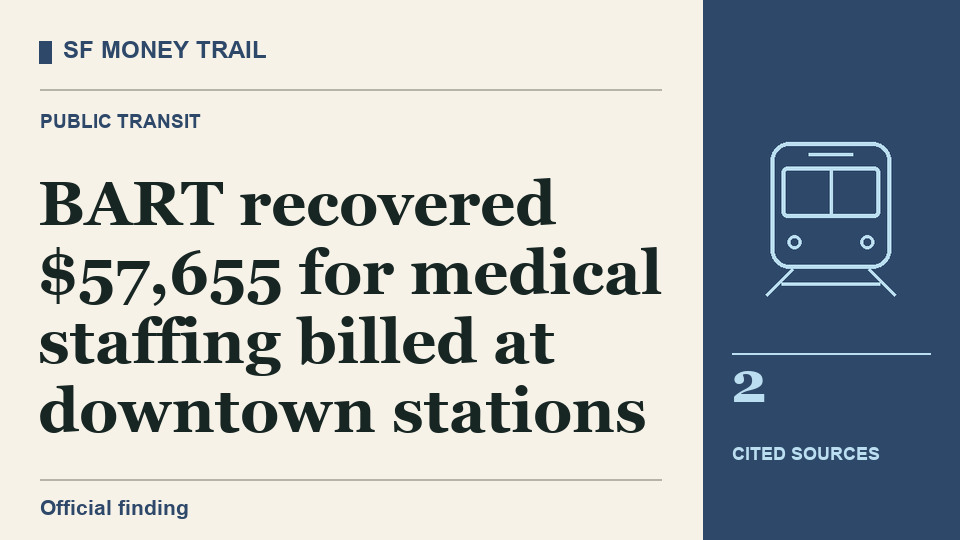 SF MONEY TRAIL
PUBLIC TRANSIT
BART recovered
$57,655 for medical
staffing billed at
downtown stations
Official finding
2
CITED SOURCES